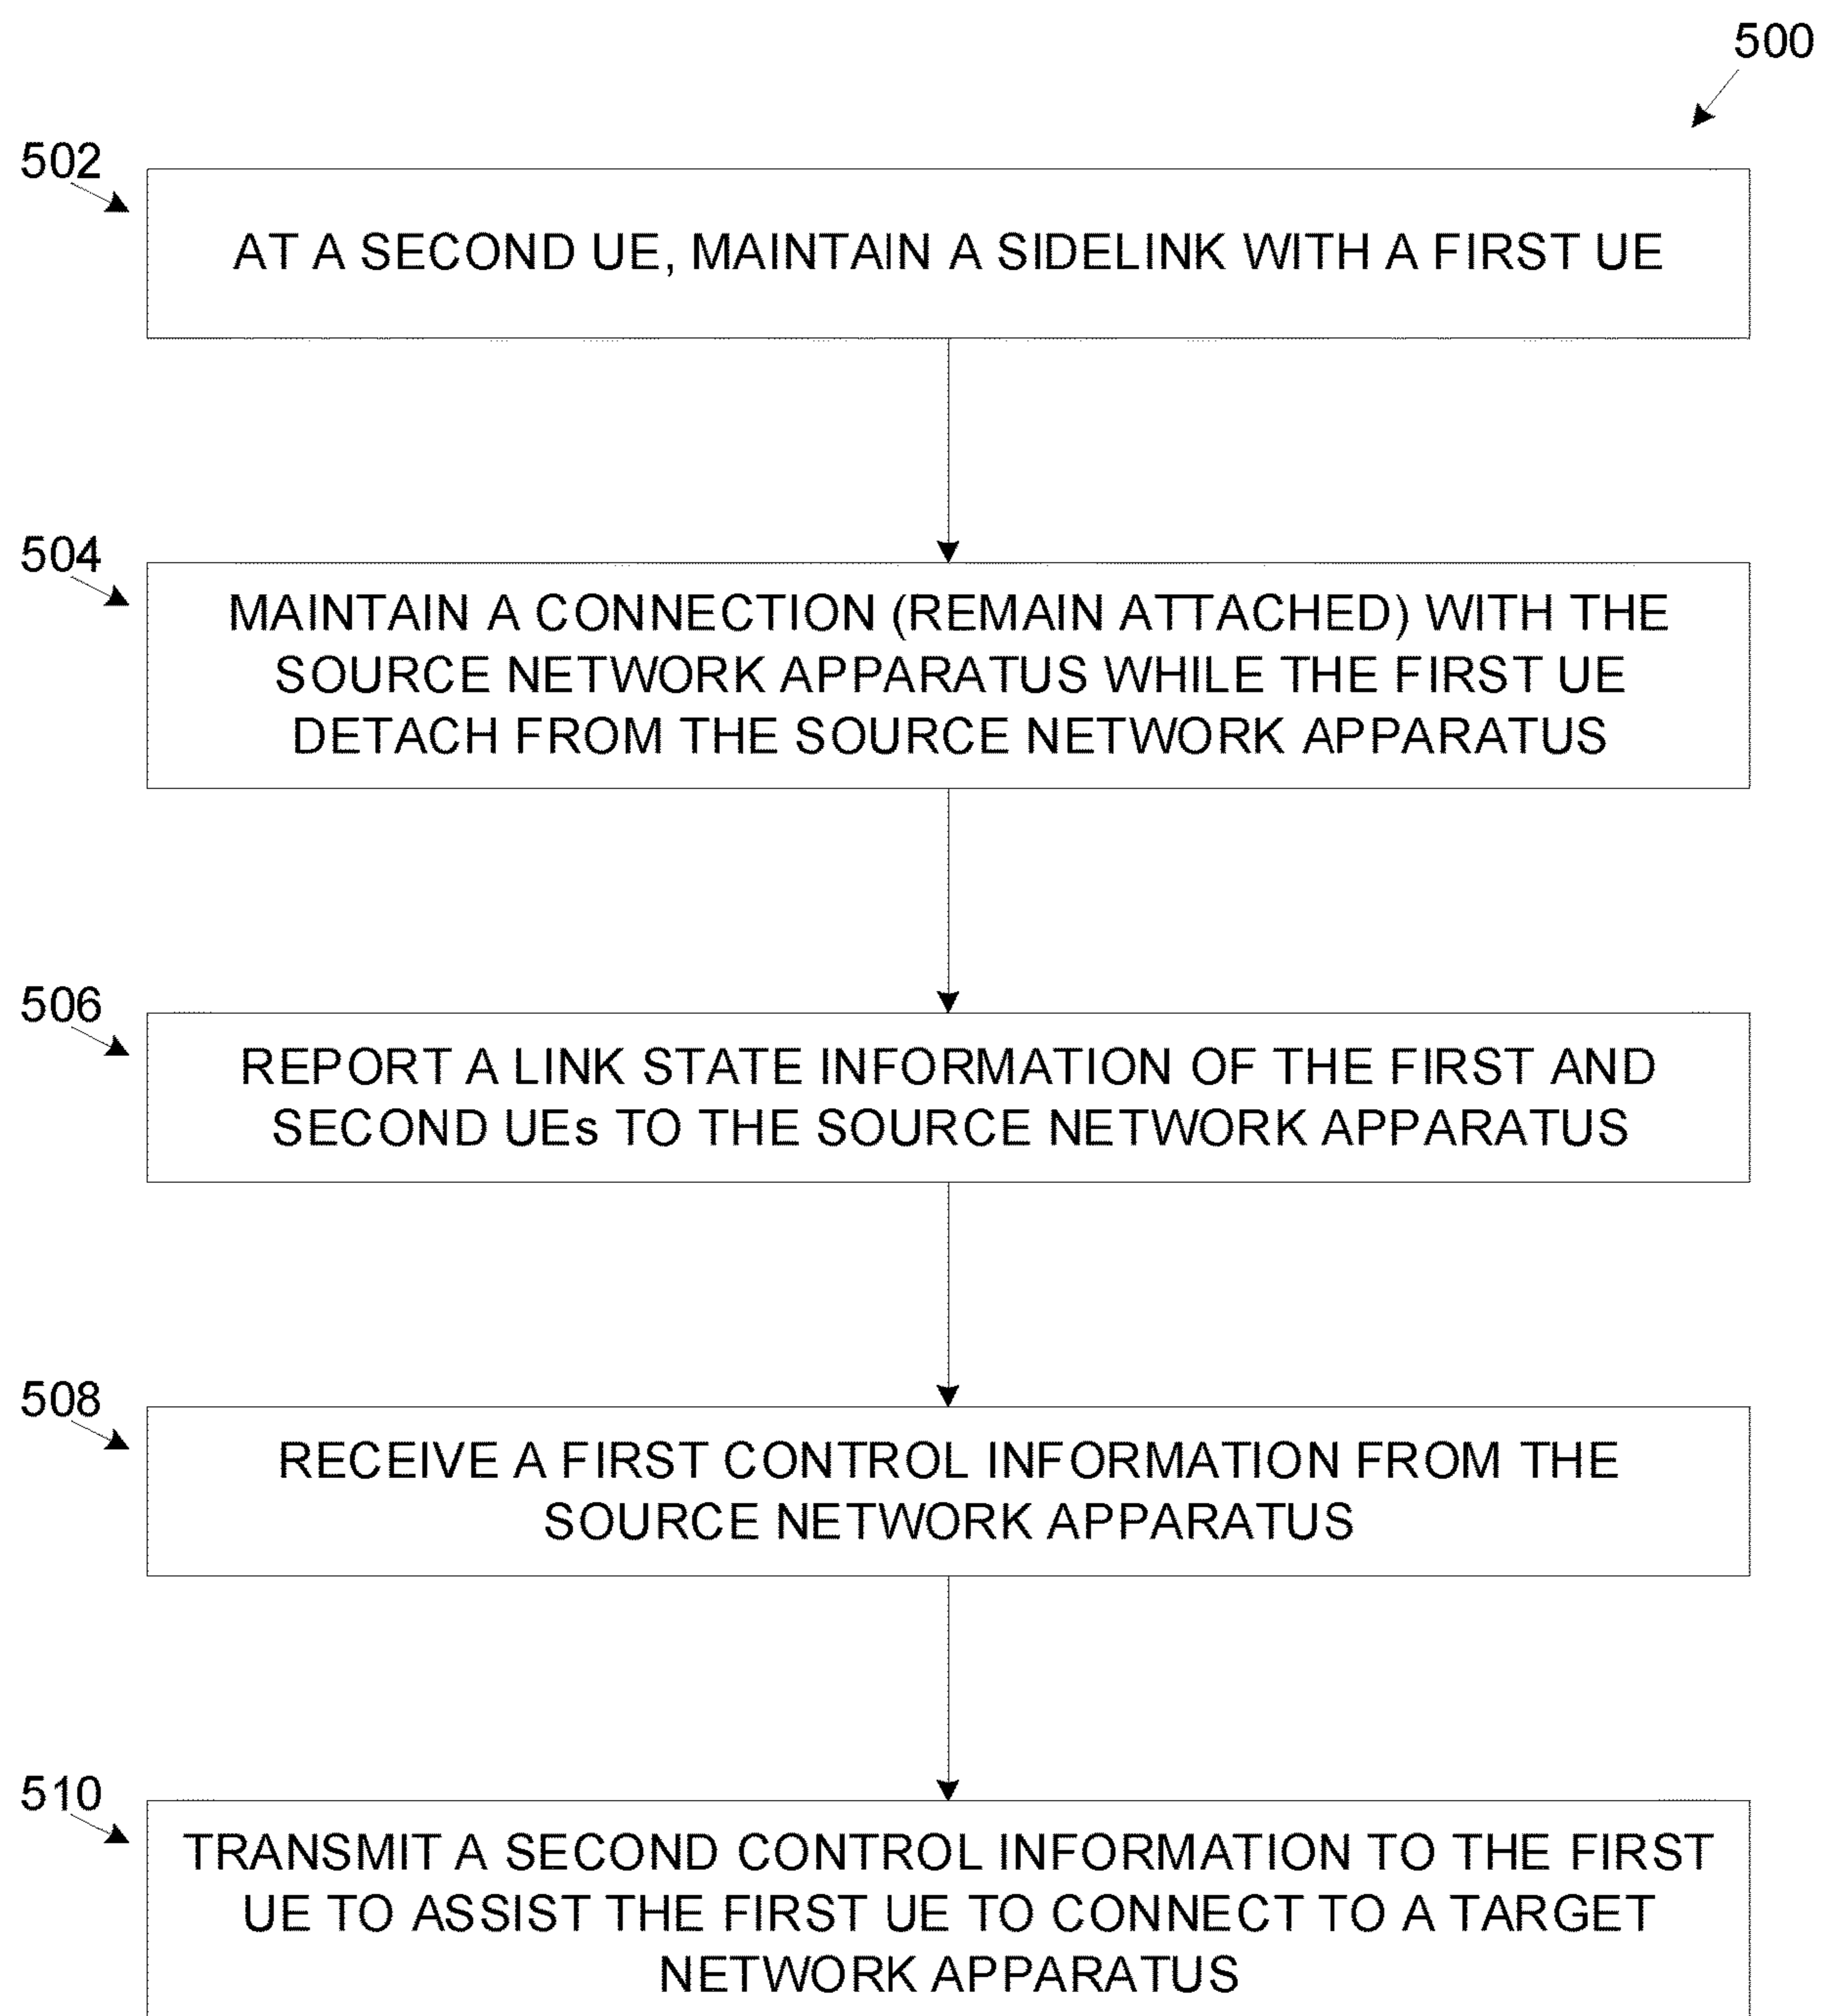 500
502
AT A SECOND UE, MAINTAIN A SIDELINK WITH A FIRST UE
504
MAINTAIN A CONNECTION (REMAIN ATTACHED) WITH THE
SOURCE NETWORK APPARATUS WHILE THE FIRST UE
DETACH FROM THE SOURCE NETWORK APPARATUS
506
REPORT A LINK STATE INFORMATION OF THE FIRST AND
SECOND UEs TO THE SOURCE NETWORK APPARATUS
508
RECEIVE A FIRST CONTROL INFORMATION FROM THE
SOURCE NETWORK APPARATUS
510
TRANSMIT A SECOND CONTROL INFORMATION TO THE FIRST
UE TO ASSIST THE FIRST UE TO CONNECT TO A TARGET
NETWORK APPARATUS